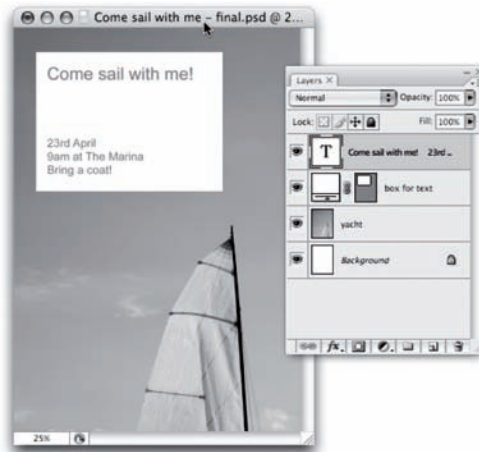 Come sail with me – final.psd @ 2...
Come sail with me!
23rd April
9am at The Marina
Bring a coat!
25%
Layers ×
Normal
Opacity: 100%
Lock:
Fill: 100%
T Come sail with me! 23rd ...
box for text
yacht
Background
fx.